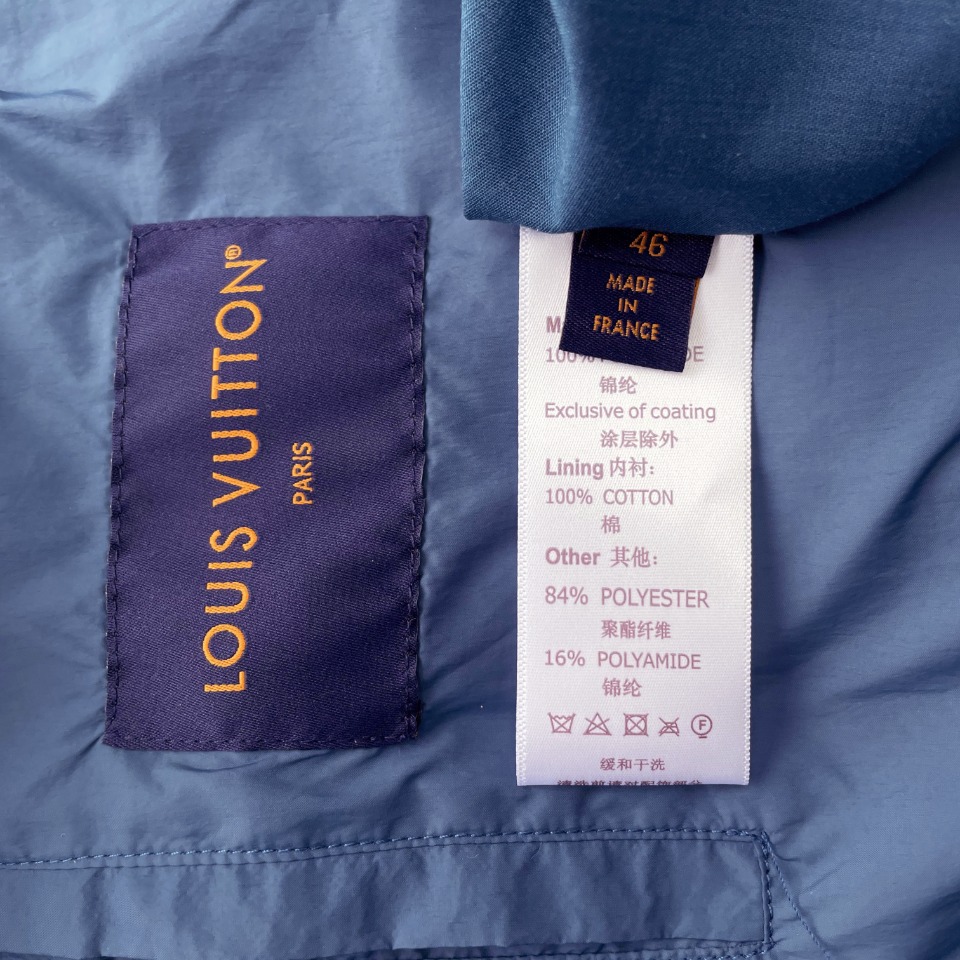 LOUIS VUITTON®
PARIS
46
MADE
IN
FRANCE
100%
锦纶
Exclusive of coating
涂层除外
Lining 内衬:
100% COTTON
棉
Other 其他:
84% POLYESTER
聚酯纤维
16% POLYAMIDE
锦纶
F
缓和干洗